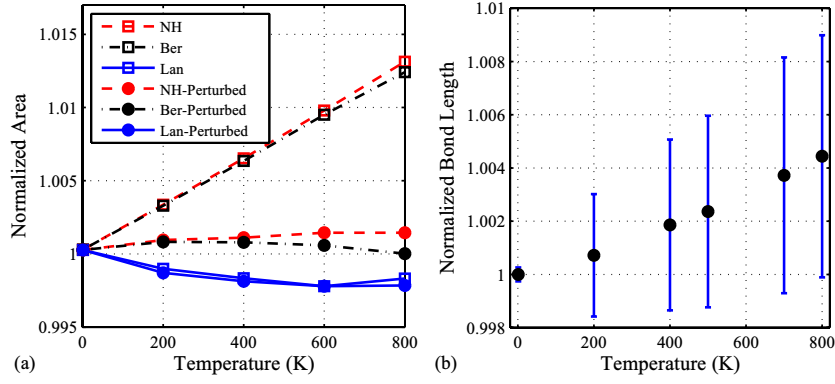 1.015
1.01
1.005
1
0.995
Normalized Area
NH
Ber
Lan
NH-Perturbed
Ber-Perturbed
Lan-Perturbed
0
200
400
600
800
Temperature (K)
(a)
1.01
1.008
1.006
1.004
1.002
1
0.998
Normalized Bond Length
0
200
400
600
800
Temperature (K)
(b)